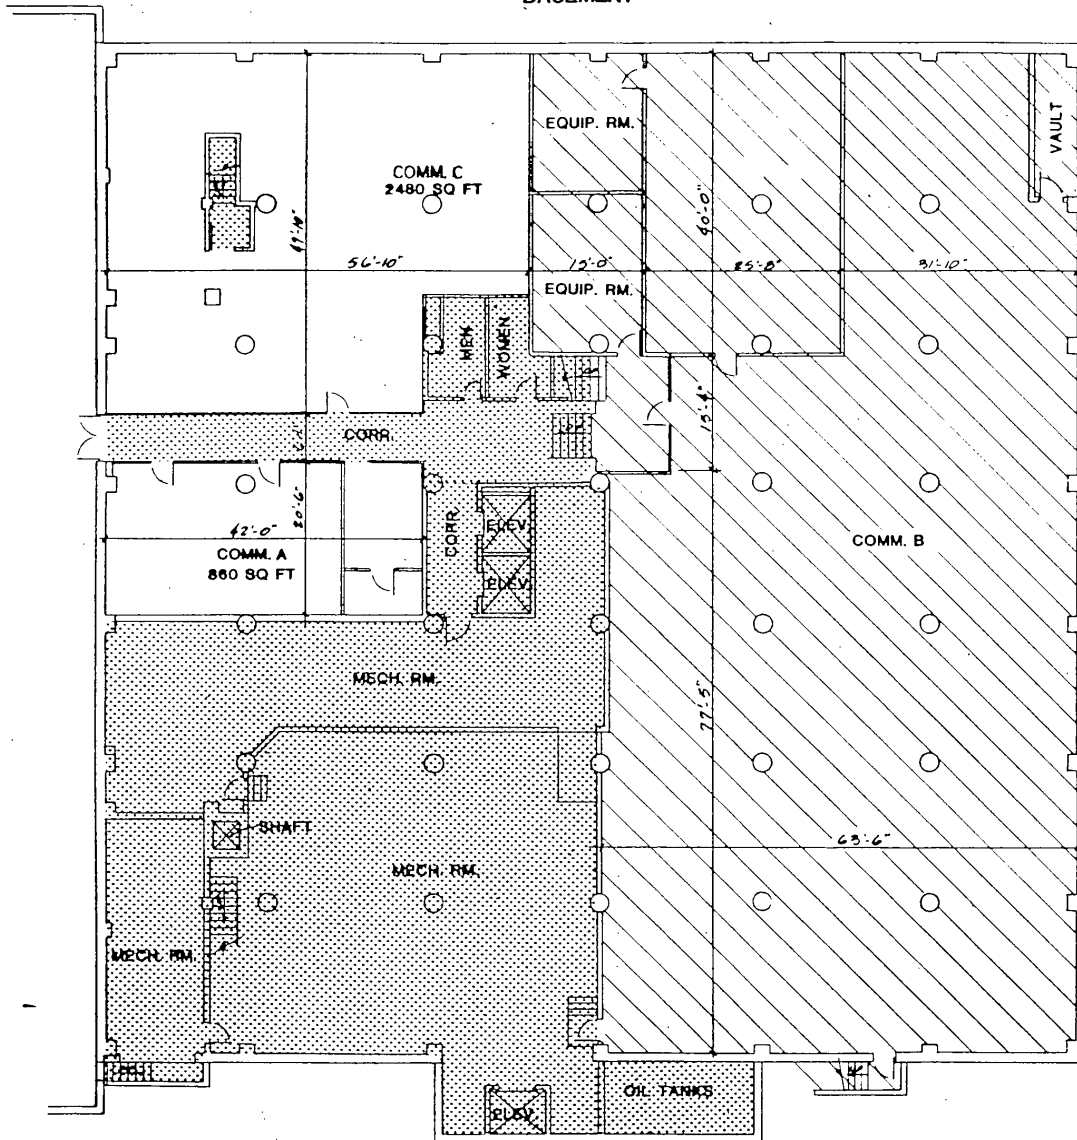 BASEMENT
EQUIP. RM.
VAULT
COMM. C
2480 SQ FT
40'-0"
56'-10"
15'-0"
25'-8"
31'-10"
EQUIP. RM.
MEN
WOMEN
15'-4"
CORR.
20'-6"
42'-0"
CORR.
ELEV.
COMM. B
COMM. A
860 SQ FT
ELEV.
MECH. RM.
77'-5"
SHAFT
63'-6"
MECH. RM.
MECH. RM.
OIL TANKS
ELEV.